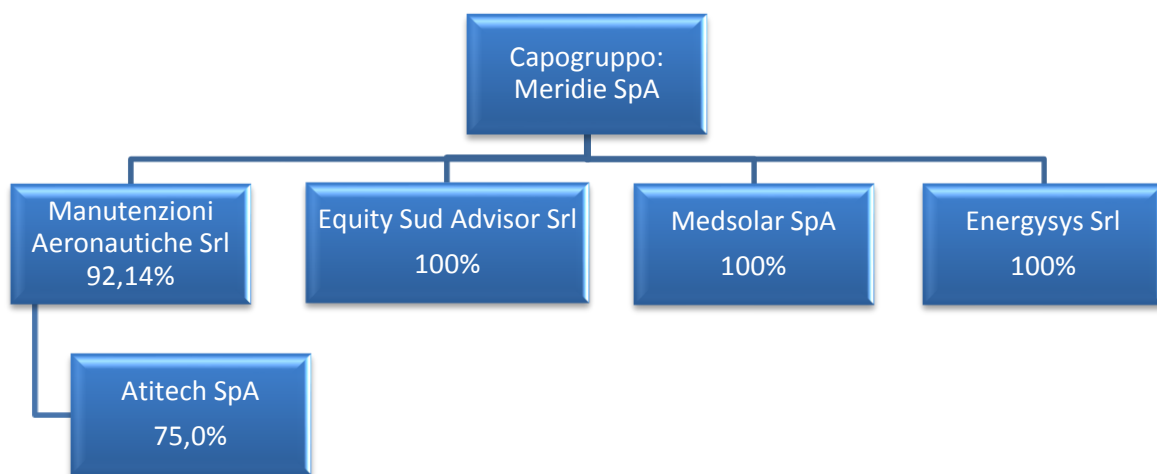 Capogruppo:
Meridie SpA
Manutenzioni
Aeronautiche Srl
92,14%
Equity Sud Advisor Srl
100%
Medsolar SpA
100%
Energysys Srl
100%
Atitech SpA
75,0%